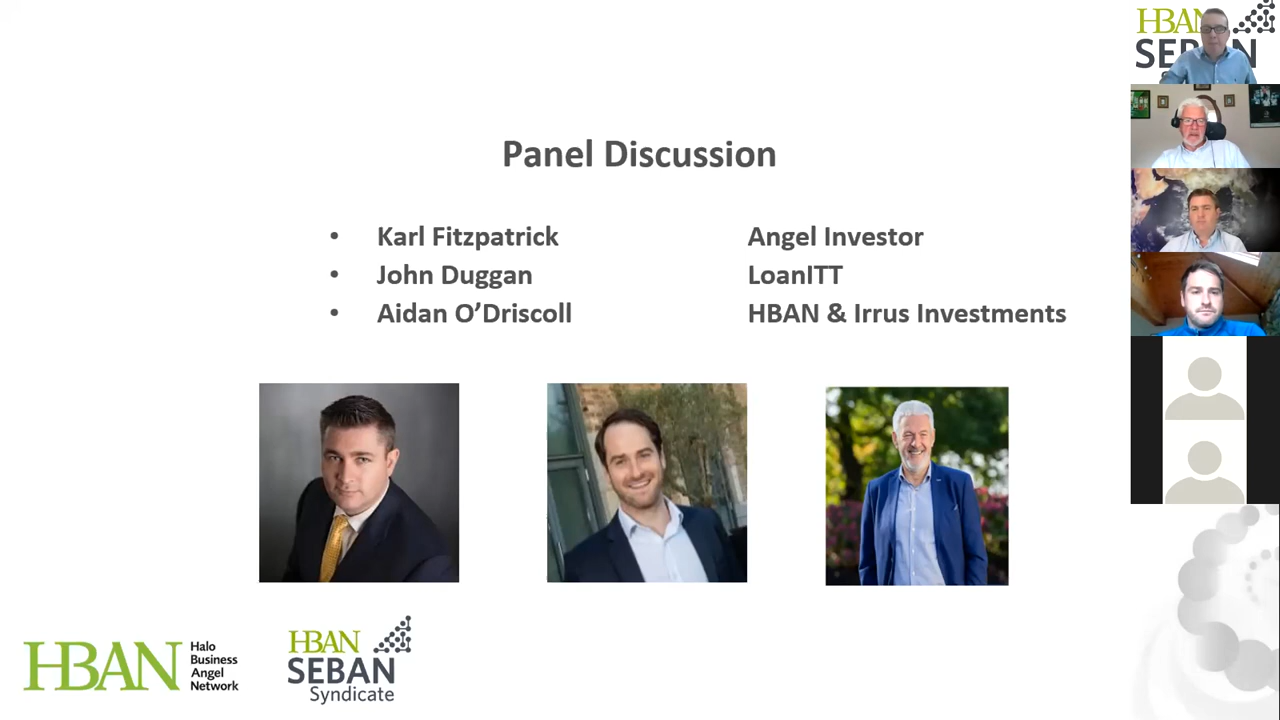 Panel Discussion
• Karl Fitzpatrick Angel Investor
• John Duggan LoanITT
• Aidan O’Driscoll HBAN & Irrus Investments
HBAN Halo
Business
Angel
Network
HBAN
SEBAN
Syndicate
HBAN